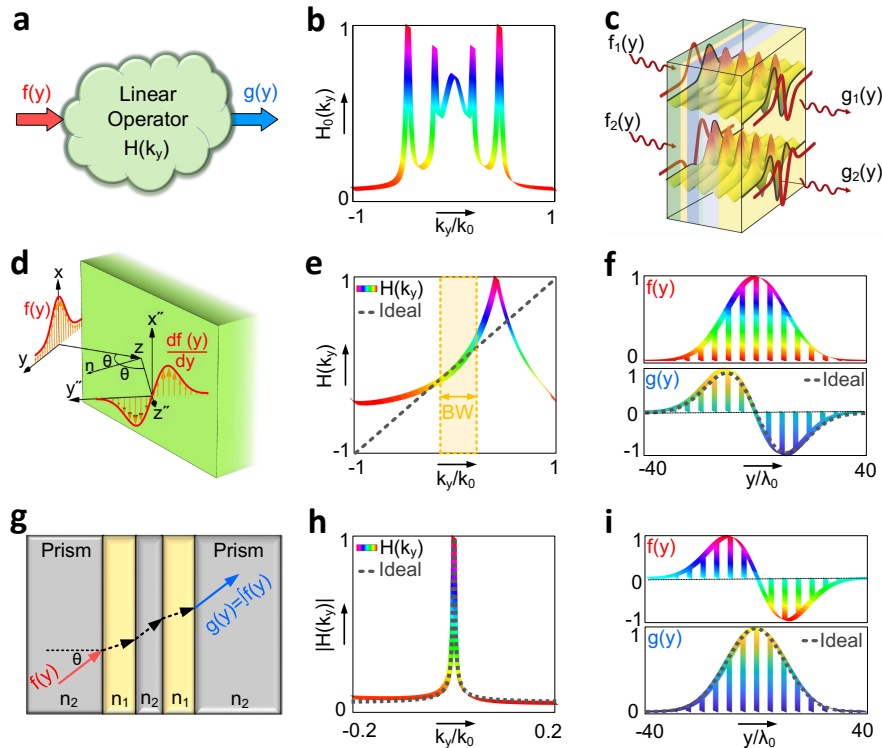 a
f(y)
Linear
Operator
H(ky)
g(y)
b
1
H₀(ky)
0
-1
ky/k₀
1
c
f₁(y)
g₁(y)
f₂(y)
g₂(y)
d
x
f(y)
y
z
n
θ
θ
x″
df (y)
dy
y″
z″
e
1
H(ky)
Ideal
H(ky)
BW
-1
-1
ky/k₀
1
f
1
f(y)
0
1
g(y)
Ideal
0
-1
-40
y/λ₀
40
g
Prism
Prism
g(y)=∫f(y)
θ
f(y)
n₂
n₁
n₂
n₁
n₂
h
1
H(ky)
Ideal
|H(ky)|
0
-0.2
ky/k₀
0.2
i
1
f(y)
0
-1
1
g(y)
Ideal
0
-40
y/λ₀
40